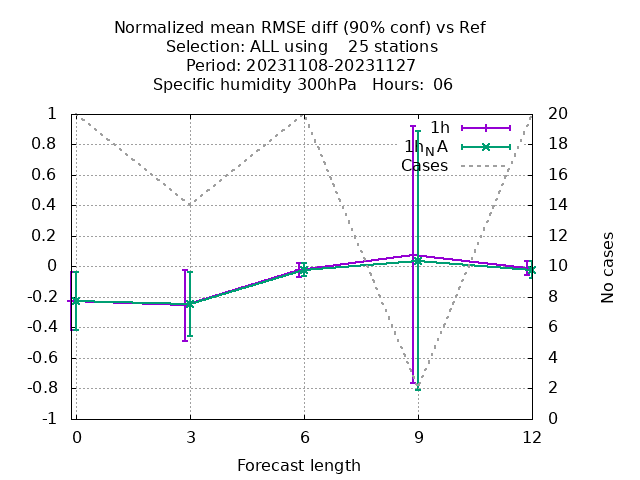 Normalized mean RMSE diff (90% conf) vs Ref
Selection: ALL using    25 stations
Period: 20231108-20231127
Specific humidity 300hPa   Hours:  06
1h
1hNA
Cases
1
0.8
0.6
0.4
0.2
0
-0.2
-0.4
-0.6
-0.8
-1
20
18
16
14
12
10
8
6
4
2
0
No cases
0 3 6 9 12
Forecast length